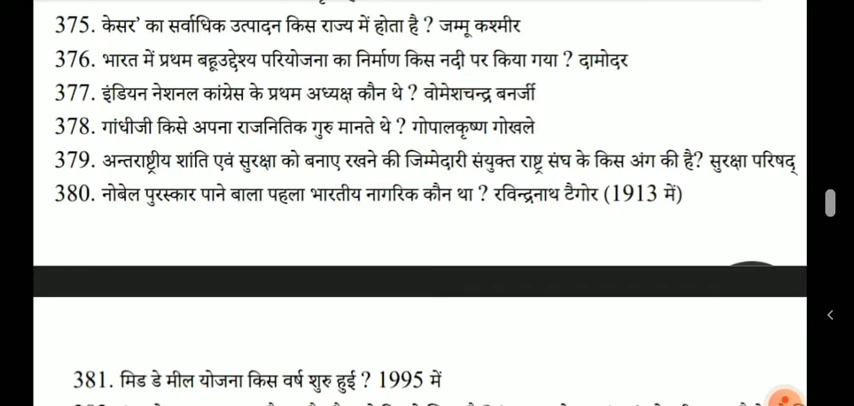 375. केसर' का सर्वाधिक उत्पादन किस राज्य में होता है ? जम्मू कश्मीर
376. भारत में प्रथम बहूउद्देश्य परियोजना का निर्माण किस नदी पर किया गया ? दामोदर
377. इंडियन नेशनल कांग्रेस के प्रथम अध्यक्ष कौन थे ? वोमेशचन्द्र बनर्जी
378. गांधीजी किसे अपना राजनितिक गुरु मानते थे ? गोपालकृष्ण गोखले
379. अन्तराष्ट्रीय शांति एवं सुरक्षा को बनाए रखने की जिम्मेदारी संयुक्त राष्ट्र संघ के किस अंग की है? सुरक्षा परिषद्
380. नोबेल पुरस्कार पाने बाला पहला भारतीय नागरिक कौन था ? रविन्द्रनाथ टैगोर (1913 में)
381. मिड डे मील योजना किस वर्ष शुरु हुई ? 1995 में